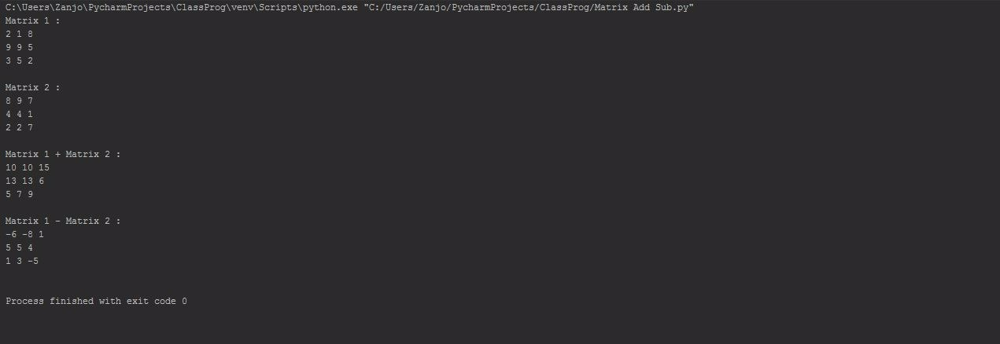 C:\Users\Zanjo\PycharmProjects\ClassProg\venv\Scripts\python.exe "C:/Users/Zanjo/PycharmProjects/ClassProg/Matrix Add Sub.py"
Matrix 1 :
2 1 8
9 9 5
3 5 2
Matrix 2 :
8 9 7
4 4 1
2 2 7
Matrix 1 + Matrix 2 :
10 10 15
13 13 6
5 7 9
Matrix 1 - Matrix 2 :
-6 -8 1
5 5 4
1 3 -5
Process finished with exit code 0